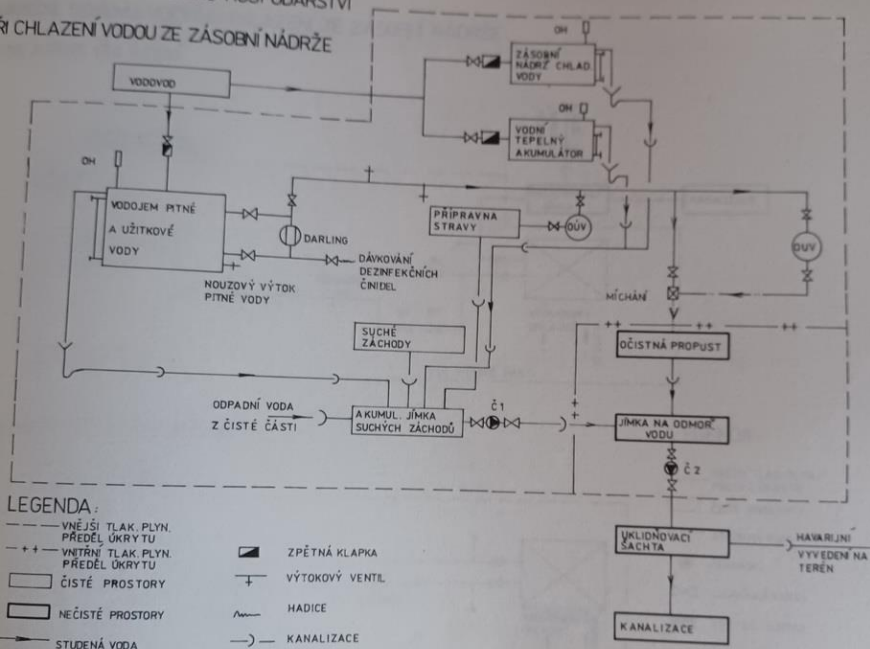 CHLAZENÍ VODOU ZE ZÁSOBNÍ NÁDRŽE
VODOVOD
OH
ZÁSOBNÍ
NÁDRŽ CHLAD.
VODY
OH
VODNÍ
TEPELNÝ
AKUMULÁTOR
OH
VODOJEM PITNÉ
A UŽITKOVÉ
VODY
DARLING
DÁVKOVÁNÍ
DEZINFEKČNÍCH
ČINIDEL
NOUZOVÝ VÝTOK
PITNÉ VODY
PŘÍPRAVNA
STRAVY
DÚV
DÚV
MÍCHÁNÍ
OČISTNÁ PROPUST
SUCHÉ
ZÁCHODY
ODPADNÍ VODA
Z ČISTÉ ČÁSTI
AKUMUL. JÍMKA
SUCHÝCH ZÁCHODŮ
Č1
JÍMKA NA ODMOŘ.
VODU
Č2
UKLIDŇOVACÍ
ŠACHTA
HAVARIJNÍ
VYVEDENÍ NA
TERÉN
KANALIZACE
LEGENDA:
VNĚJŠÍ TLAK. PLYN.
PŘEDĚL ÚKRYTU
VNITŘNÍ TLAK. PLYN.
PŘEDĚL ÚKRYTU
ČISTÉ PROSTORY
NEČISTÉ PROSTORY
STUDENÁ VODA
ZPĚTNÁ KLAPKA
VÝTOKOVÝ VENTIL
HADICE
KANALIZACE